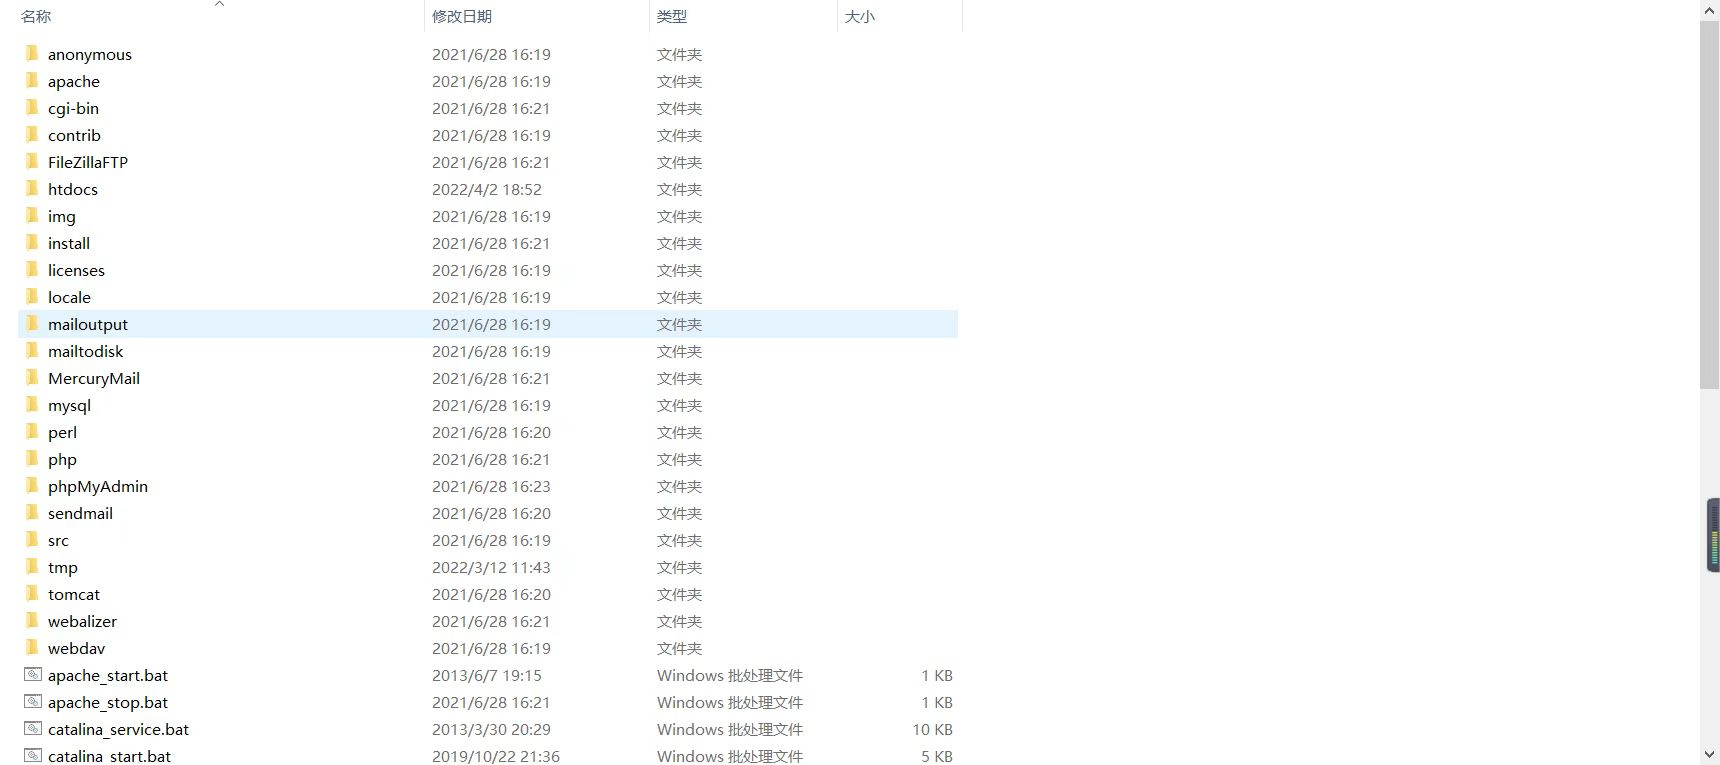 名称 修改日期 类型 大小
anonymous 2021/6/28 16:19 文件夹
apache 2021/6/28 16:19 文件夹
cgi-bin 2021/6/28 16:21 文件夹
contrib 2021/6/28 16:19 文件夹
FileZillaFTP 2021/6/28 16:21 文件夹
htdocs 2022/4/2 18:52 文件夹
img 2021/6/28 16:19 文件夹
install 2021/6/28 16:21 文件夹
licenses 2021/6/28 16:19 文件夹
locale 2021/6/28 16:19 文件夹
mailoutput 2021/6/28 16:19 文件夹
mailtodisk 2021/6/28 16:19 文件夹
MercuryMail 2021/6/28 16:21 文件夹
mysql 2021/6/28 16:19 文件夹
perl 2021/6/28 16:20 文件夹
php 2021/6/28 16:21 文件夹
phpMyAdmin 2021/6/28 16:23 文件夹
sendmail 2021/6/28 16:20 文件夹
src 2021/6/28 16:19 文件夹
tmp 2022/3/12 11:43 文件夹
tomcat 2021/6/28 16:20 文件夹
webalizer 2021/6/28 16:21 文件夹
webdav 2021/6/28 16:19 文件夹
apache_start.bat 2013/6/7 19:15 Windows 批处理文件 1 KB
apache_stop.bat 2021/6/28 16:21 Windows 批处理文件 1 KB
catalina_service.bat 2013/3/30 20:29 Windows 批处理文件 10 KB
catalina_start.bat 2019/10/22 21:36 Windows 批处理文件 5 KB